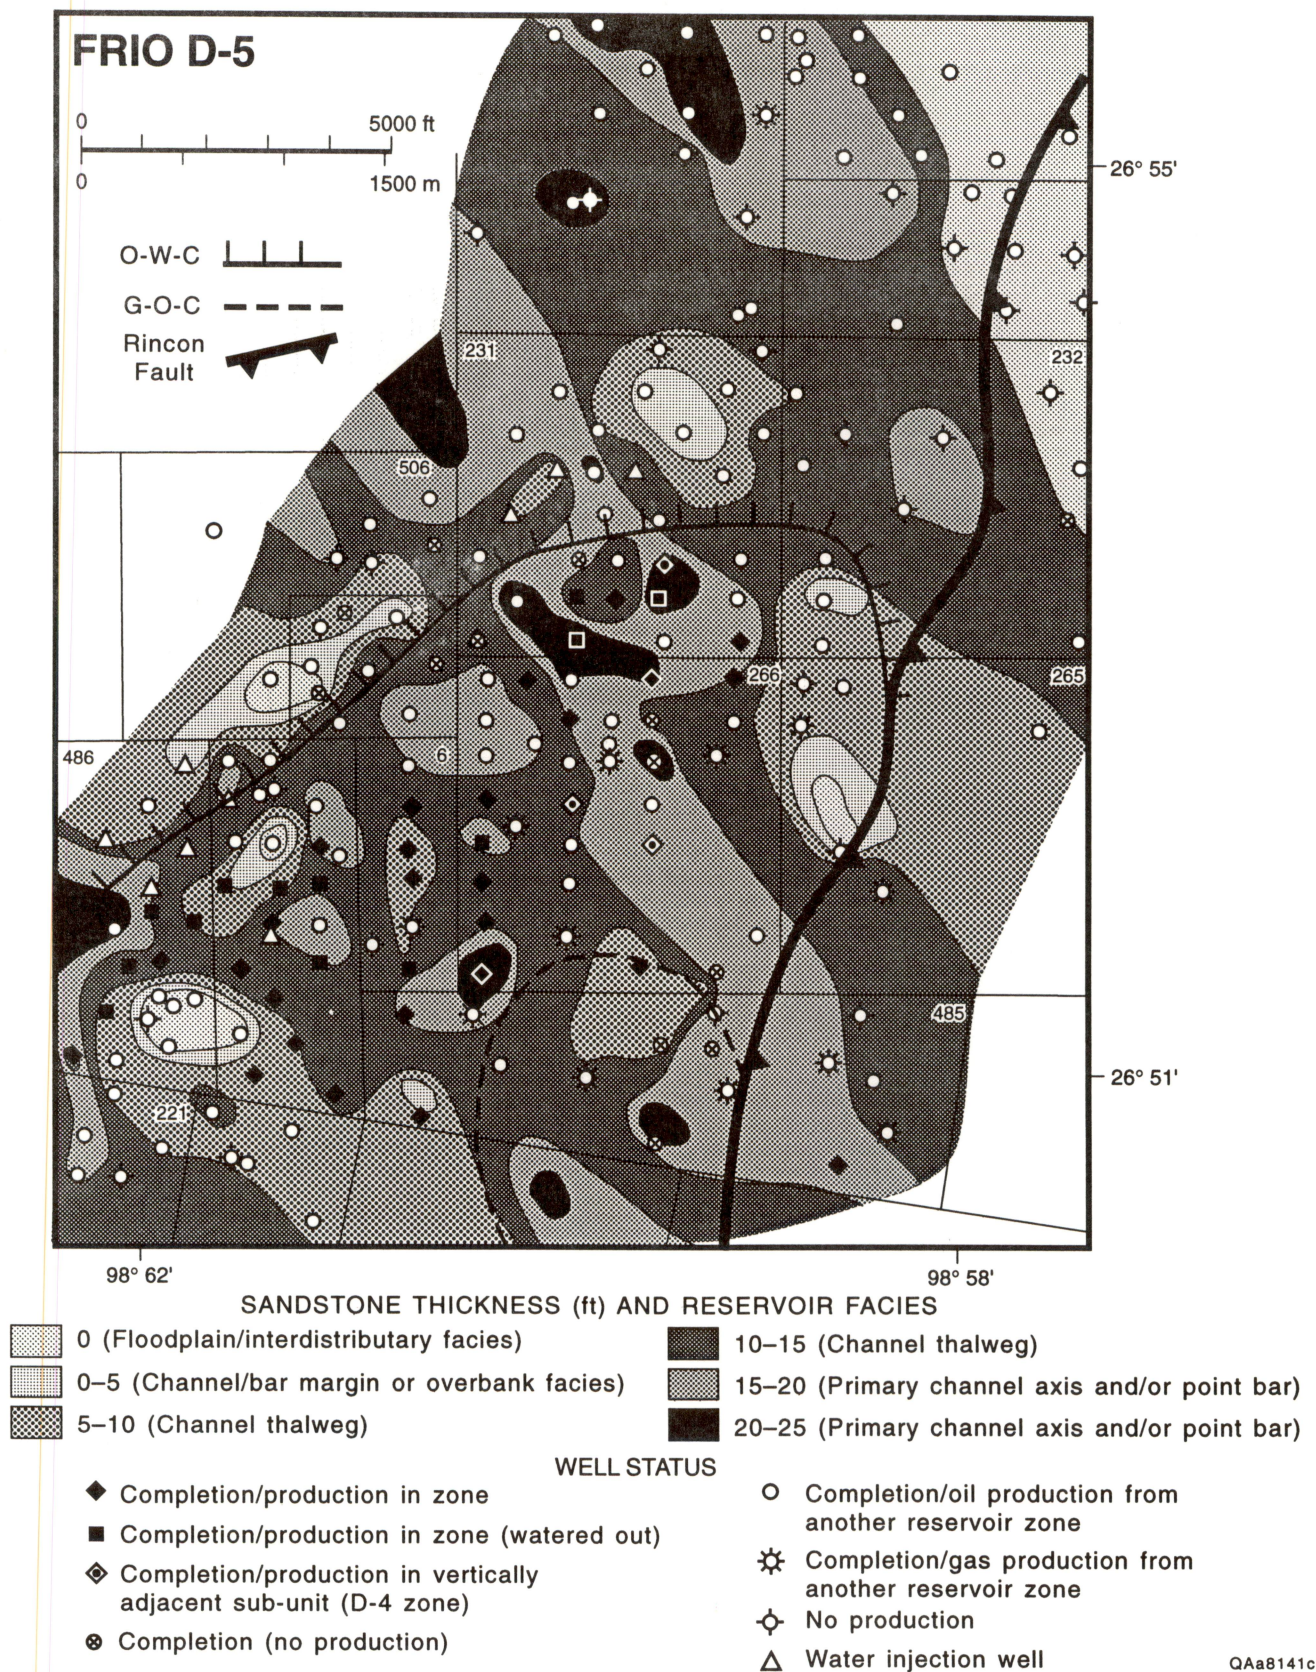 FRIO D-5
0 5000 ft
0 1500 m
O-W-C
G-O-C
Rincon
Fault
26° 55'
231
232
506
266
265
486
6
485
26° 51'
221
98° 62'
98° 58'
SANDSTONE THICKNESS (ft) AND RESERVOIR FACIES
0 (Floodplain/interdistributary facies)
0–5 (Channel/bar margin or overbank facies)
5–10 (Channel thalweg)
10–15 (Channel thalweg)
15–20 (Primary channel axis and/or point bar)
20–25 (Primary channel axis and/or point bar)
WELL STATUS
Completion/production in zone
Completion/production in zone (watered out)
Completion/production in vertically
adjacent sub-unit (D-4 zone)
Completion (no production)
Completion/oil production from
another reservoir zone
Completion/gas production from
another reservoir zone
No production
Water injection well
QAa8141c